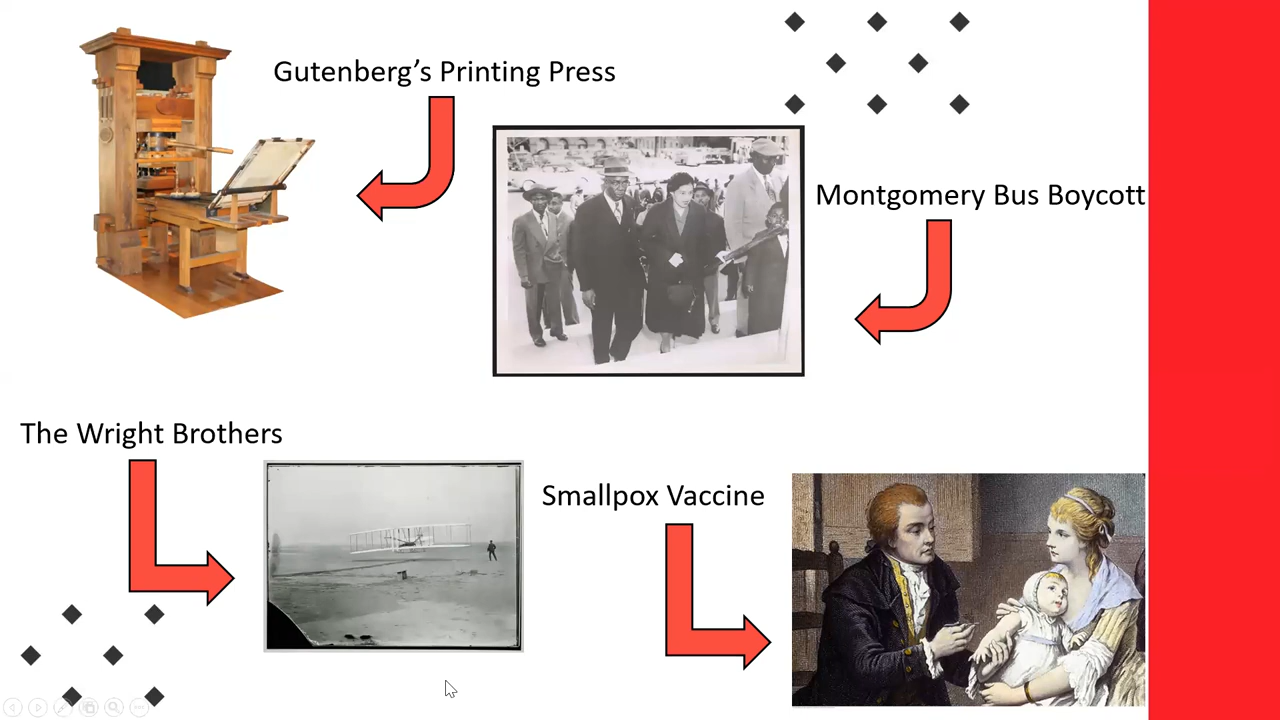 Gutenberg’s Printing Press
Montgomery Bus Boycott
The Wright Brothers
Smallpox Vaccine